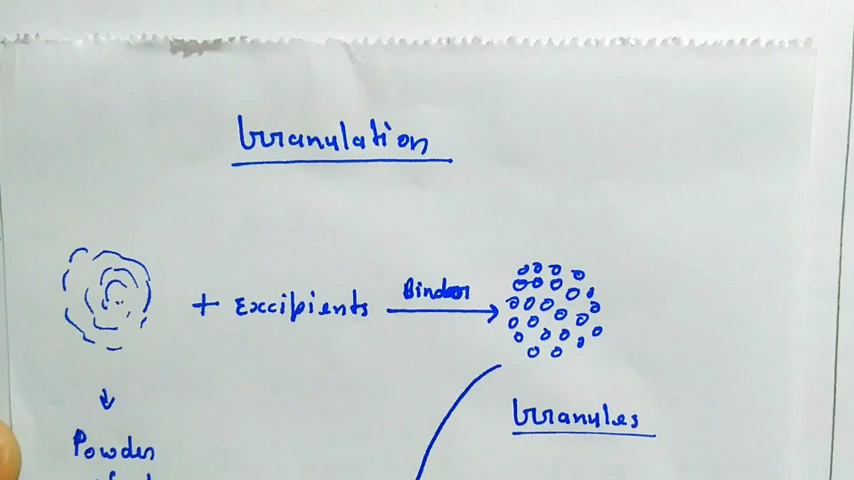 Granulation
+ Excipients
Binder
Granules
Powder